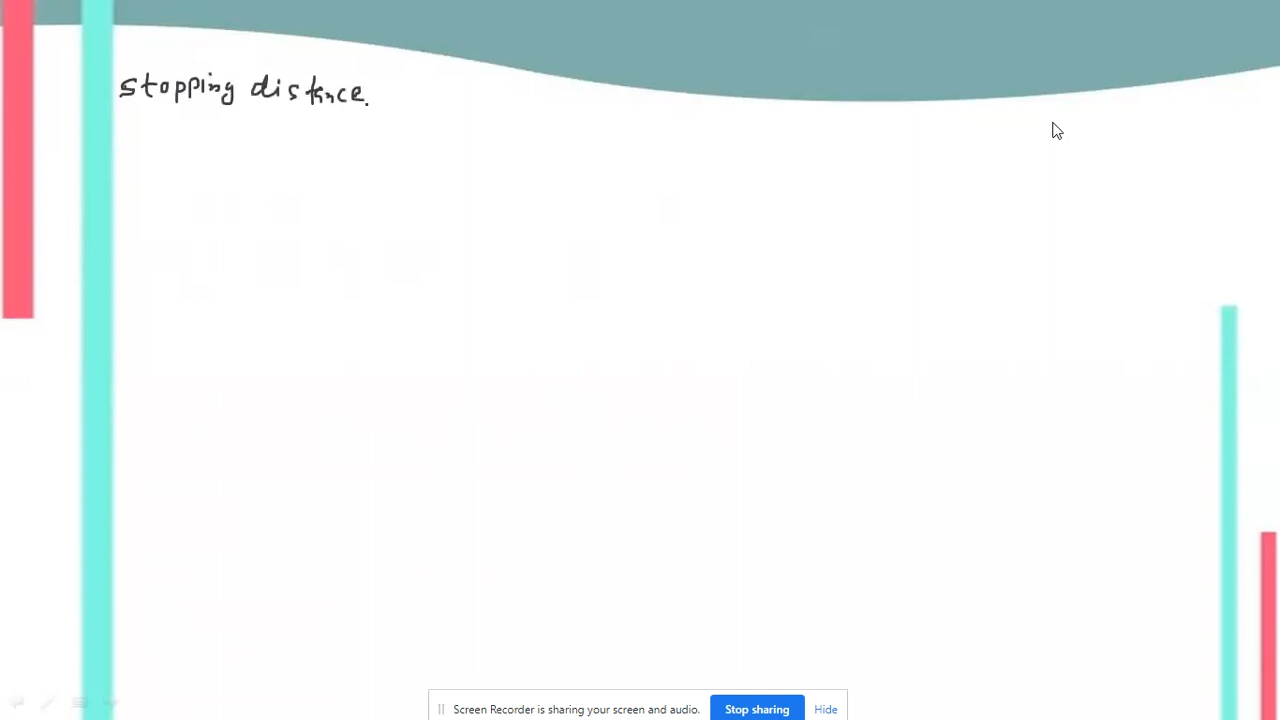 stopping distance.
Screen Recorder is sharing your screen and audio.
Stop sharing
Hide